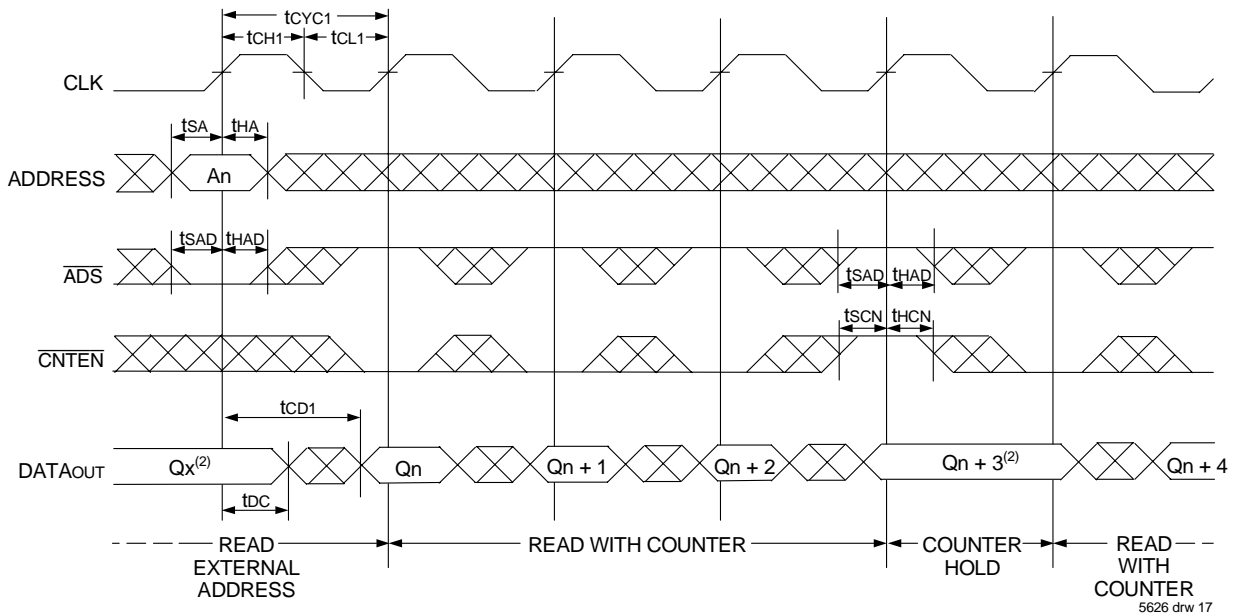 tCYC1
tCH1 tCL1
CLK
tSA tHA
ADDRESS An
tSAD tHAD
ADS
tSAD tHAD
tSCN tHCN
CNTEN
tCD1
DATAOUT Qx(2) Qn Qn + 1 Qn + 2 Qn + 3(2) Qn + 4
tDC
READ
EXTERNAL
ADDRESS
READ WITH COUNTER
COUNTER
HOLD
READ
WITH
COUNTER
5626 drw 17